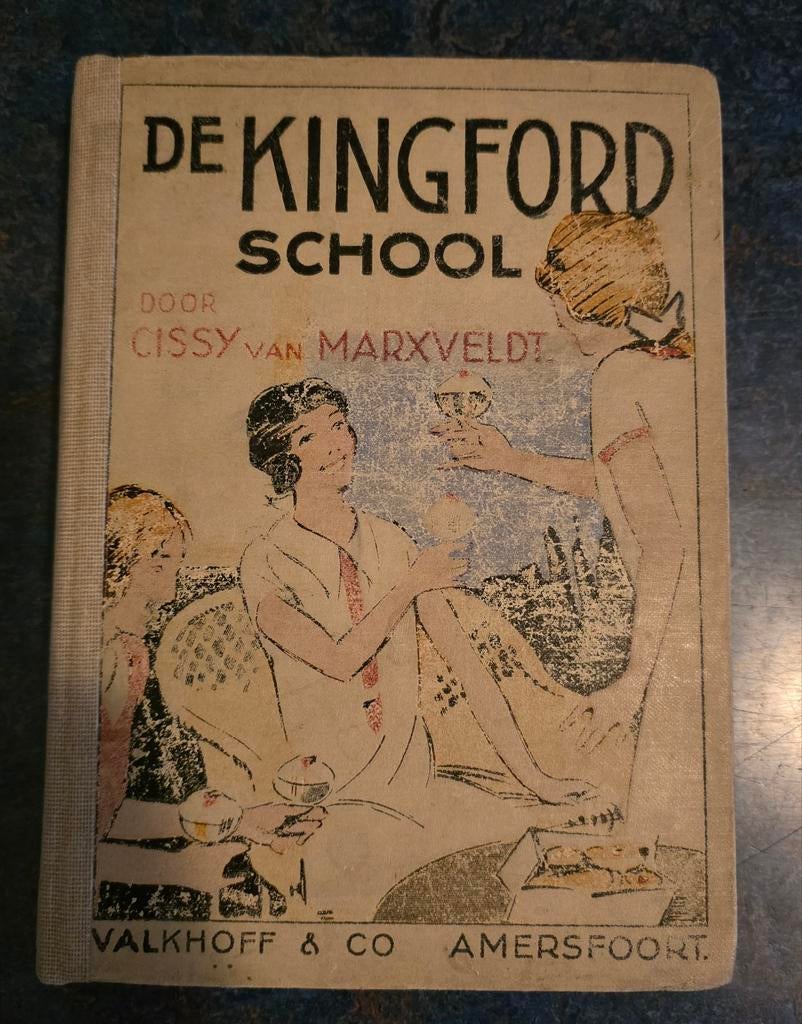 DE KINGFORD
SCHOOL
DOOR
CISSY VAN MARXVELDT.
VALKHOFF & CO AMERSFOORT.